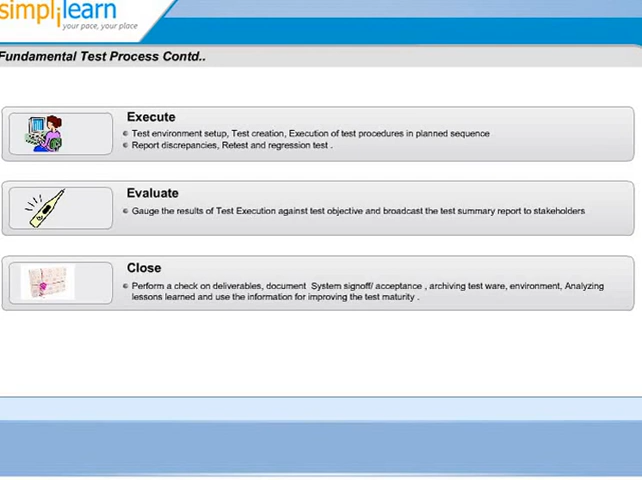 simplilearn
your pace, your place
Fundamental Test Process Contd..
Execute
Test environment setup, Test creation, Execution of test procedures in planned sequence
Report discrepancies, Retest and regression test .
Evaluate
Gauge the results of Test Execution against test objective and broadcast the test summary report to stakeholders
Close
Perform a check on deliverables, document System signoff/ acceptance , archiving test ware, environment, Analyzing
lessons learned and use the information for improving the test maturity .